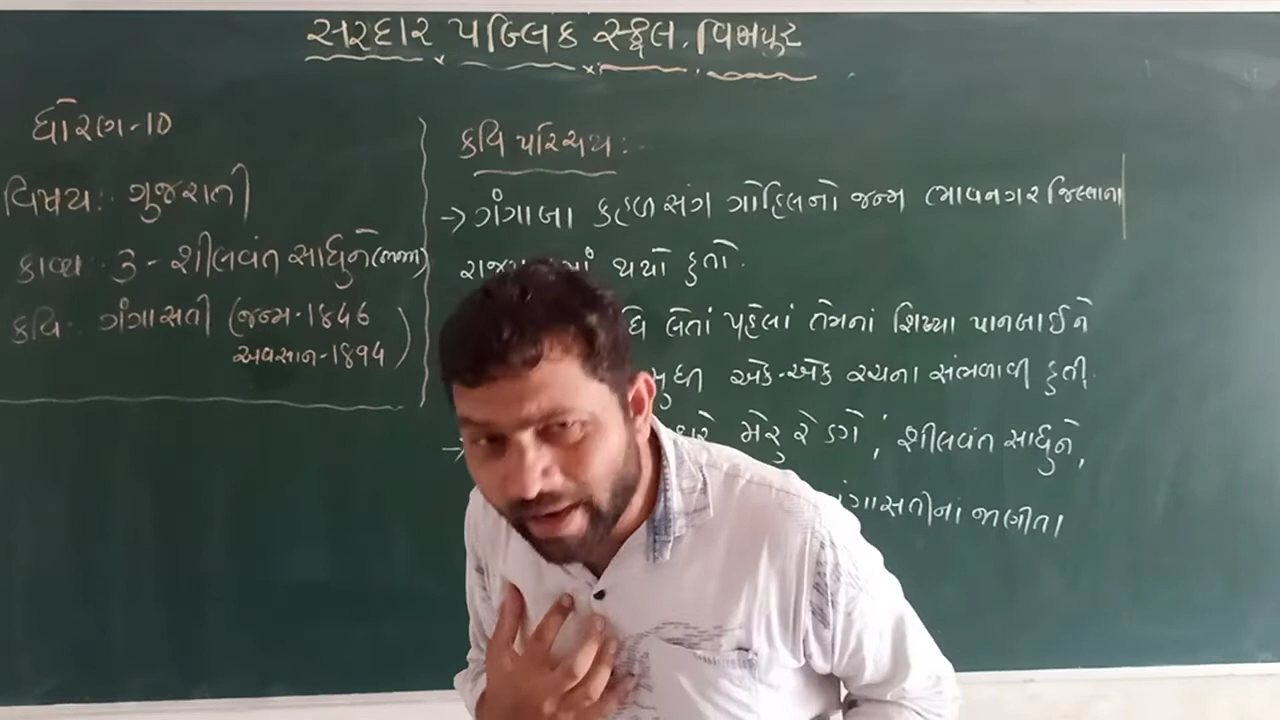 સરદાર પબ્લિક સ્કૂલ. વિજાપુર
ધોરણ-10
વિષય: ગુજરાતી
કાવ્ય : 3 - શીલવંત સાધુને (ભજન)
કવિ: ગંગાસતી (જન્મ-1846
અવસાન-1894)
કવિ પરિચય :
→ ગંગાબા કહળસંગ ગોહિલનો જન્મ ભાવનગર જિલ્લાના
થયો હતો.
લેતાં પહેલાં તેમનાં શિષ્યા પાનબાઈને
સુધી એક-એક રચના સંભળાવી હતી.
→ મેરુ રે ડગે, શીલવંત સાધુને,
ગંગાસતીનાં જાણીતા